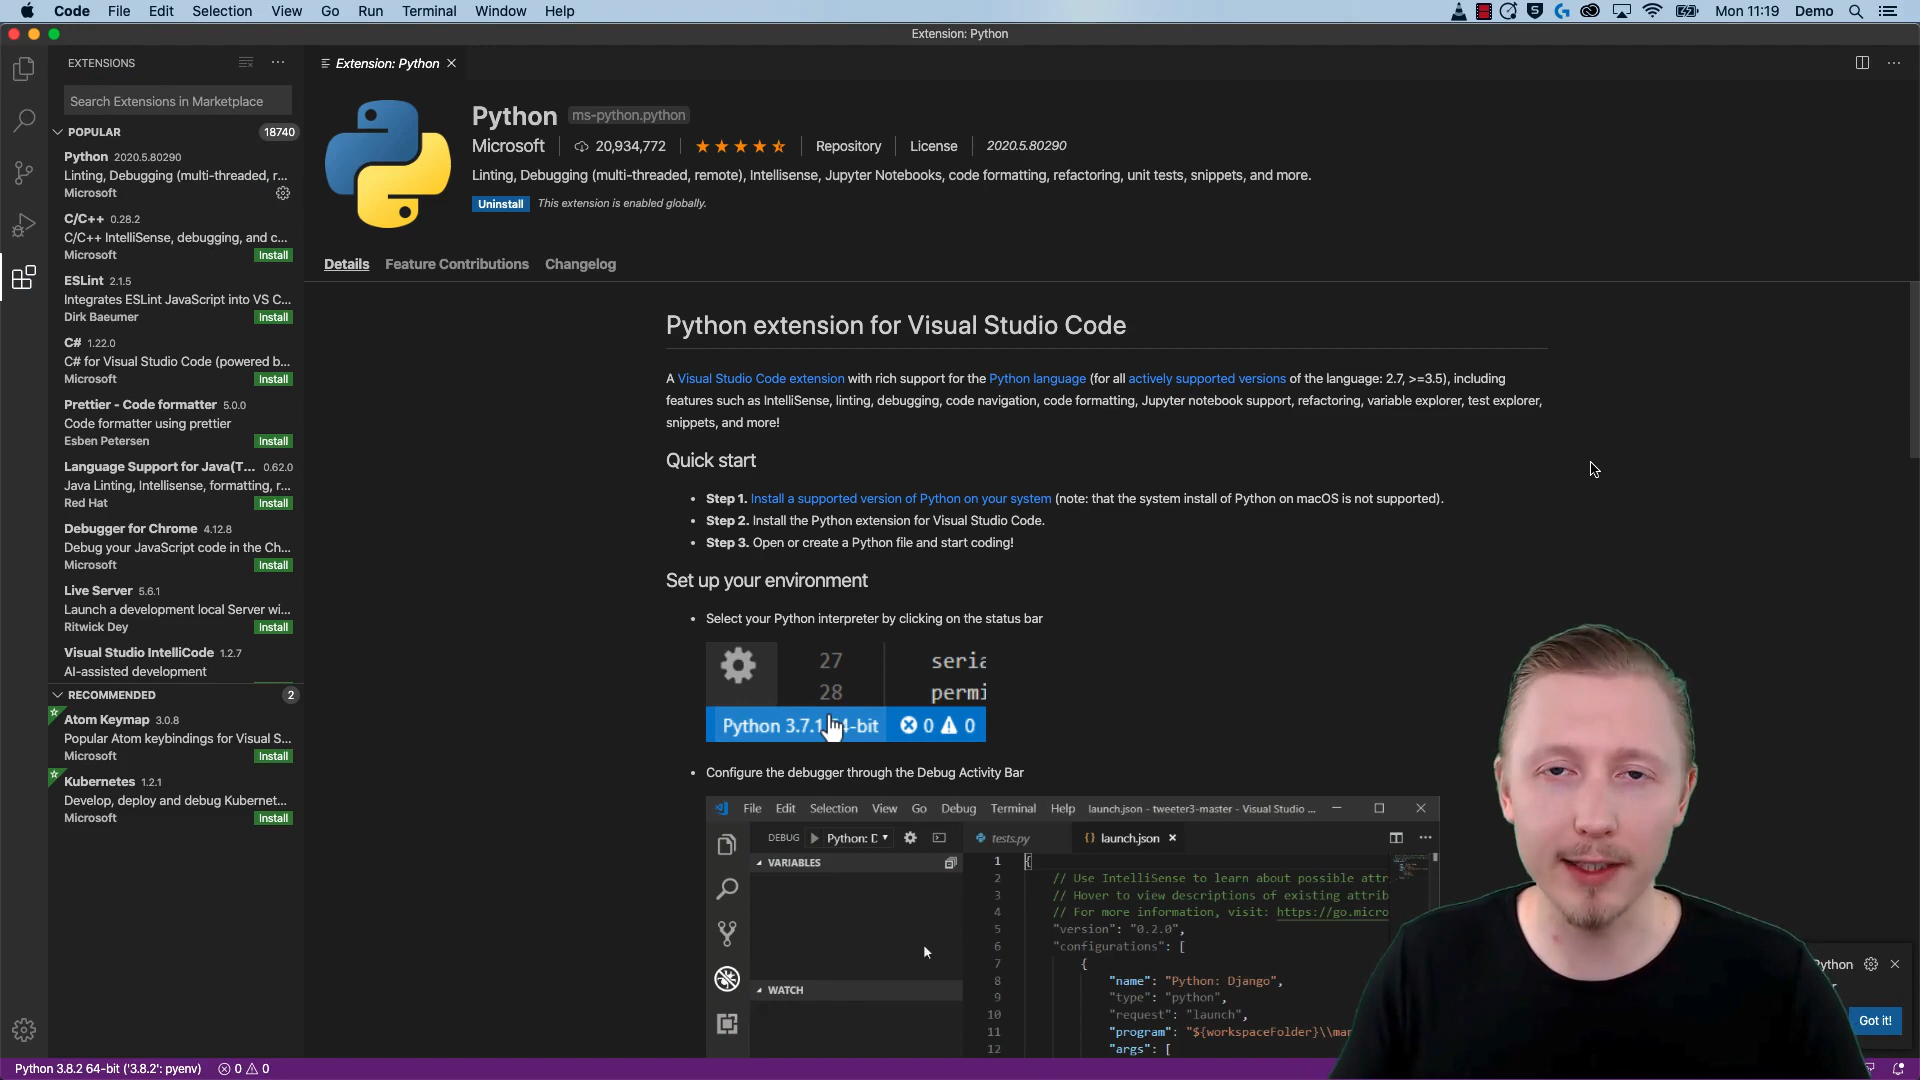 Code File Edit Selection View Go Run Terminal Window Help
Mon 11:19 Demo
Extension: Python
EXTENSIONS
Search Extensions in Marketplace
POPULAR 18740
Python 2020.5.80290
Linting, Debugging (multi-threaded, r...
Microsoft
C/C++ 0.28.2
C/C++ IntelliSense, debugging, and c...
Microsoft Install
ESLint 2.1.5
Integrates ESLint JavaScript into VS C...
Dirk Baeumer Install
C# 1.22.0
C# for Visual Studio Code (powered b...
Microsoft Install
Prettier - Code formatter 5.0.0
Code formatter using prettier
Esben Petersen Install
Language Support for Java(T... 0.62.0
Java Linting, Intellisense, formatting, r...
Red Hat Install
Debugger for Chrome 4.12.8
Debug your JavaScript code in the Ch...
Microsoft Install
Live Server 5.6.1
Launch a development local Server wi...
Ritwick Dey Install
Visual Studio IntelliCode 1.2.7
AI-assisted development
RECOMMENDED 2
Atom Keymap 3.0.8
Popular Atom keybindings for Visual S...
Microsoft Install
Kubernetes 1.2.1
Develop, deploy and debug Kubernet...
Microsoft Install
Extension: Python
Python ms-python.python
Microsoft 20,934,772 Repository License 2020.5.80290
Linting, Debugging (multi-threaded, remote), Intellisense, Jupyter Notebooks, code formatting, refactoring, unit tests, snippets, and more.
Uninstall This extension is enabled globally.
Details Feature Contributions Changelog
Python extension for Visual Studio Code
A Visual Studio Code extension with rich support for the Python language (for all actively supported versions of the language: 2.7, >=3.5), including
features such as IntelliSense, linting, debugging, code navigation, code formatting, Jupyter notebook support, refactoring, variable explorer, test explorer,
snippets, and more!
Quick start
• Step 1. Install a supported version of Python on your system (note: that the system install of Python on macOS is not supported).
• Step 2. Install the Python extension for Visual Studio Code.
• Step 3. Open or create a Python file and start coding!
Set up your environment
• Select your Python interpreter by clicking on the status bar
27 seria
28 permi
Python 3.7.1 -bit 0 0
• Configure the debugger through the Debug Activity Bar
File Edit Selection View Go Debug Terminal Help launch.json - tweeter3-master - Visual Studio ...
DEBUG Python: D tests.py {} launch.json
VARIABLES
WATCH
1 {
2 // Use IntelliSense to learn about possible attr
3 // Hover to view descriptions of existing attrib
4 // For more information, visit: https://go.micro
5 "version": "0.2.0",
6 "configurations": [
7 {
8 "name": "Python: Django",
9 "type": "python",
10 "request": "launch",
11 "program": "${workspaceFolder}\\man
12 "args": [
ython
Got it!
Python 3.8.2 64-bit ('3.8.2': pyenv) 0 0